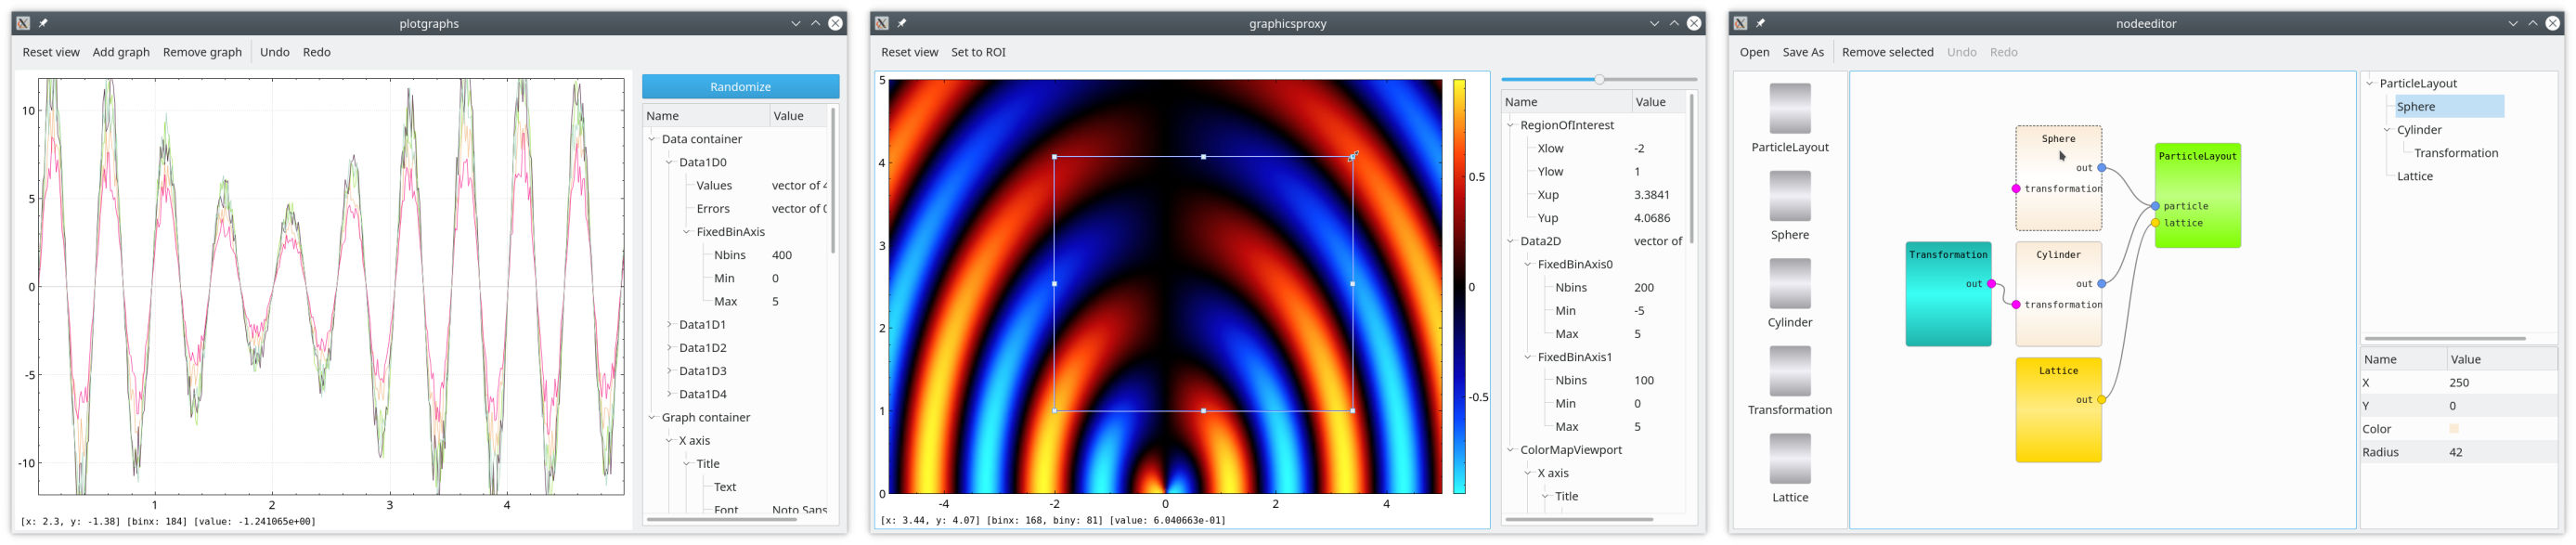 plotgraphs
Reset view Add graph Remove graph Undo Redo
10
5
0
-5
-10
1 2 3 4
[x: 2.3, y: -1.38] [binx: 184] [value: -1.241065e+00]
Randomize
Name Value
Data container
Data1D0
Values vector of 4
Errors vector of 0
FixedBinAxis
Nbins 400
Min 0
Max 5
Data1D1
Data1D2
Data1D3
Data1D4
Graph container
X axis
Title
Text
Font Noto Sans
graphicsproxy
Reset view Set to ROI
5
4
3
2
1
0
-4 -2 0 2 4
0.5
0
-0.5
[x: 3.44, y: 4.07] [binx: 168, biny: 81] [value: 6.040663e-01]
Name Value
RegionOfInterest
Xlow -2
Ylow 1
Xup 3.3841
Yup 4.0686
Data2D vector of
FixedBinAxis0
Nbins 200
Min -5
Max 5
FixedBinAxis1
Nbins 100
Min 0
Max 5
ColorMapViewport
X axis
Title
nodeeditor
Open Save As Remove selected Undo Redo
ParticleLayout
Sphere
Cylinder
Transformation
Lattice
Sphere
out
transformation
ParticleLayout
particle
lattice
Transformation
out
Cylinder
out
transformation
Lattice
out
ParticleLayout
Sphere
Cylinder
Transformation
Lattice
Name Value
X 250
Y 0
Color
Radius 42